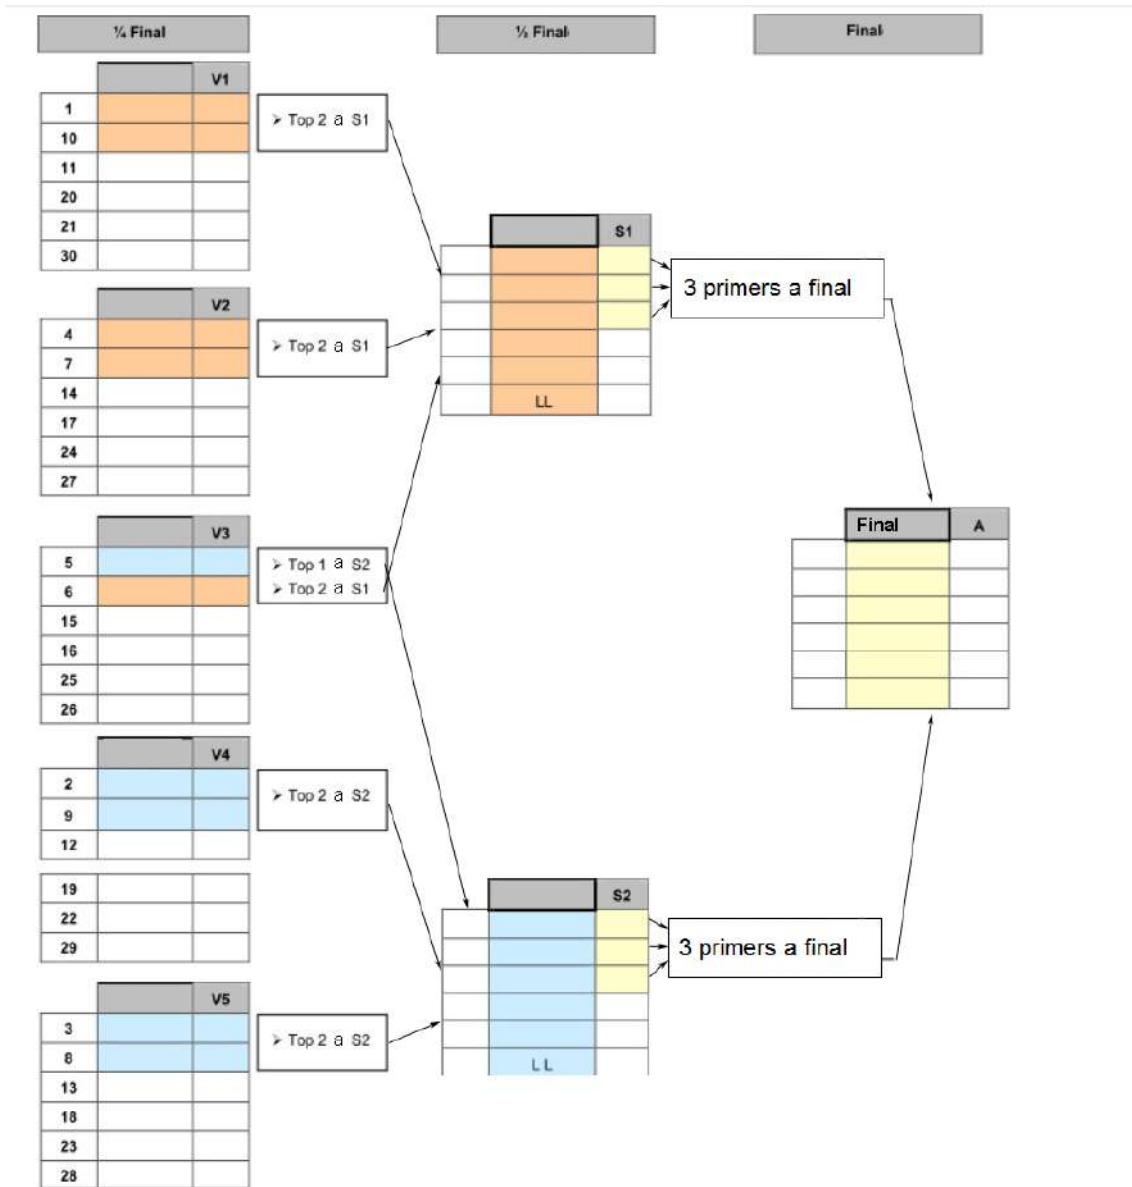 ¼ Final
½ Final
Final
V1
1
10
11
20
21
30
➢ Top 2 a S1
V2
4
7
14
17
24
27
➢ Top 2 a S1
V3
5
6
15
16
25
26
➢ Top 1 a S2
➢ Top 2 a S1
V4
2
9
12
19
22
29
➢ Top 2 a S2
V5
3
8
13
18
23
28
➢ Top 2 a S2
S1
LL
3 primers a final
S2
L L
3 primers a final
Final A